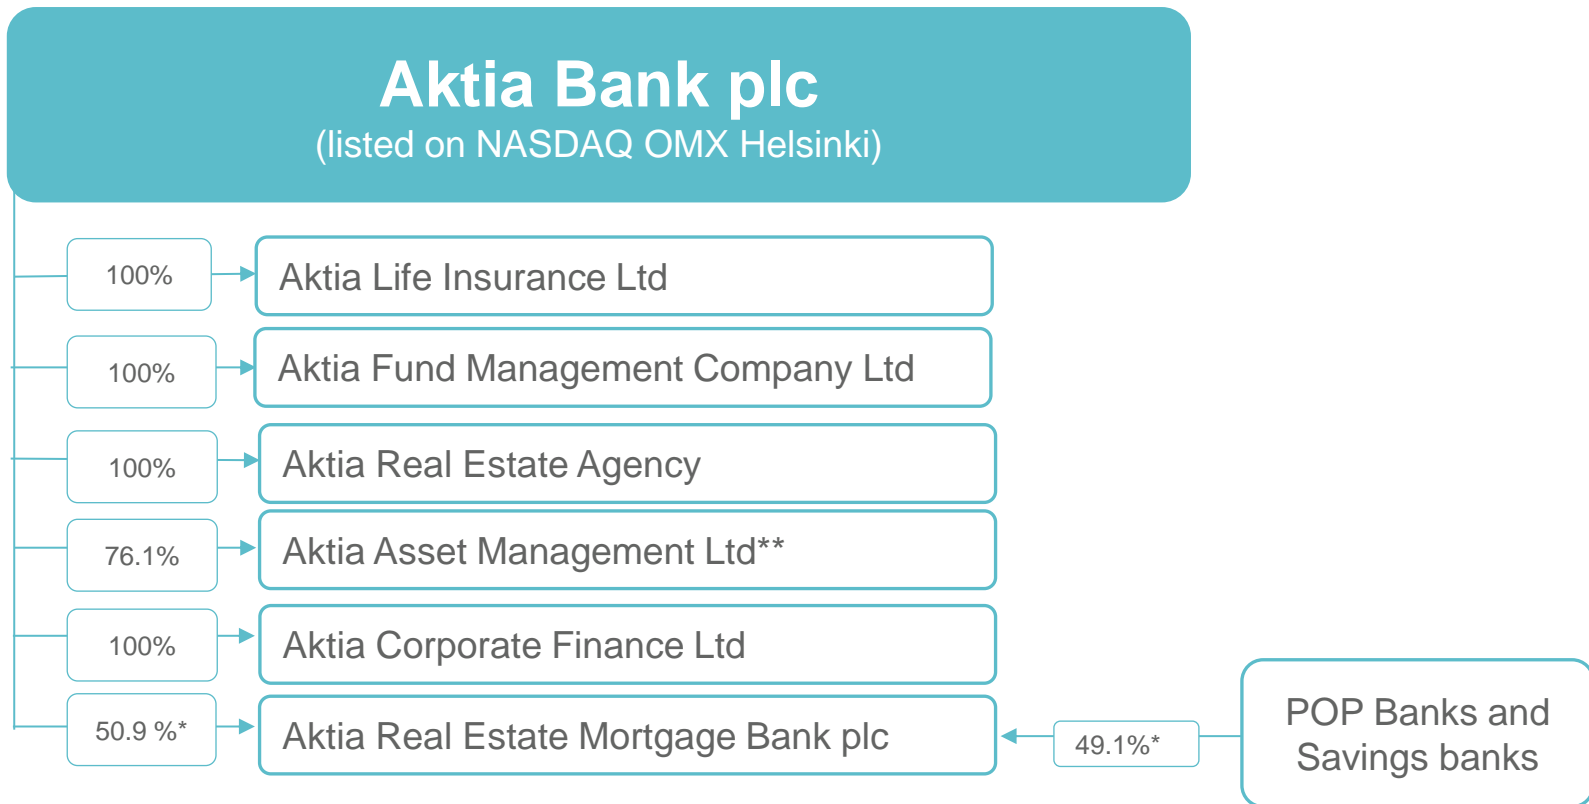 Aktia Bank plc
(listed on NASDAQ OMX Helsinki)
100%
Aktia Life Insurance Ltd
100%
Aktia Fund Management Company Ltd
100%
Aktia Real Estate Agency
76.1%
Aktia Asset Management Ltd**
100%
Aktia Corporate Finance Ltd
50.9 %*
Aktia Real Estate Mortgage Bank plc
49.1%*
POP Banks and
Savings banks